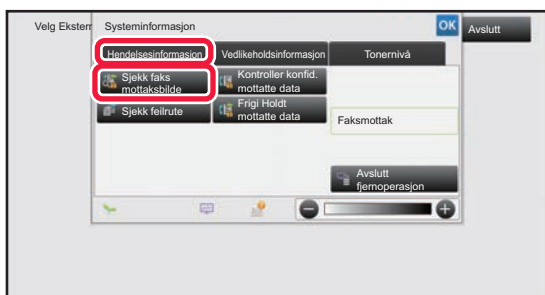 Velg Ekstern
Systeminformasjon
OK
Avslutt
Hendelsesinformasjon
Vedlikeholdsinformasjon
Tonernivå
Sjekk faks
mottaksbilde
Kontroller konfid.
mottatte data
Sjekk feilrute
Frigi Holdt
mottatte data
Faksmottak
Avslutt
fjernoperasjon